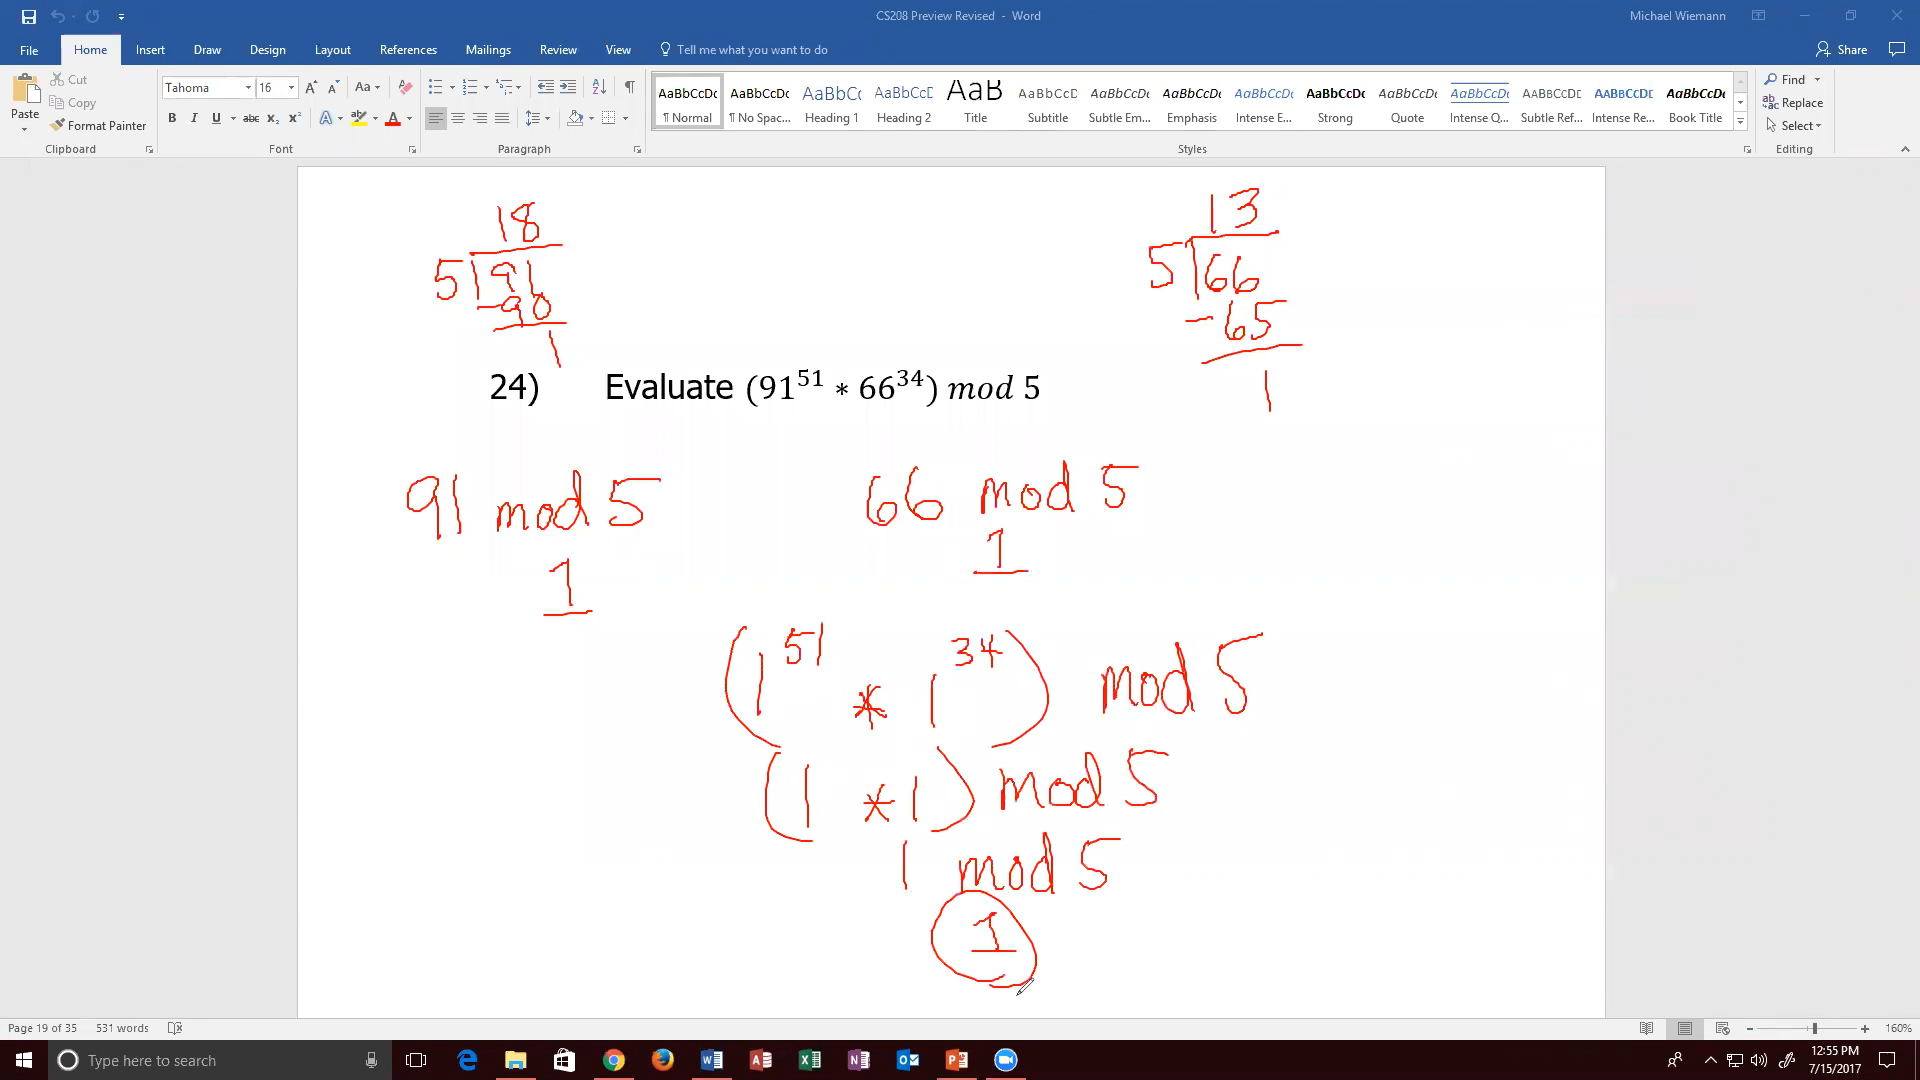 CS208 Preview Revised - Word
Michael Wiemann
File Home Insert Draw Design Layout References Mailings Review View Tell me what you want to do Share
Paste
Cut
Copy
Format Painter
Clipboard
Tahoma 16
Font
Paragraph
AaBbCcDc AaBbCcDc AaBbCc AaBbCcD AaB AaBbCcD AaBbCcDc AaBbCcDc AaBbCcDc AaBbCcDc AaBbCcDc AaBbCcDc AABBCCDD AABBCCDC AaBbCcDc
¶ Normal ¶ No Spac... Heading 1 Heading 2 Title Subtitle Subtle Em... Emphasis Intense E... Strong Quote Intense Q... Subtle Ref... Intense Re... Book Title
Styles
Find
Replace
Select
Editing
18
5 91
- 90
1
13
5 66
- 65
1
24) Evaluate (91^51 * 66^34) mod 5
91 mod 5
1
66 mod 5
1
(1^51 * 1^34) mod 5
(1 * 1) mod 5
1 mod 5
1
Page 19 of 35 531 words
160%
Type here to search
12:55 PM
7/15/2017